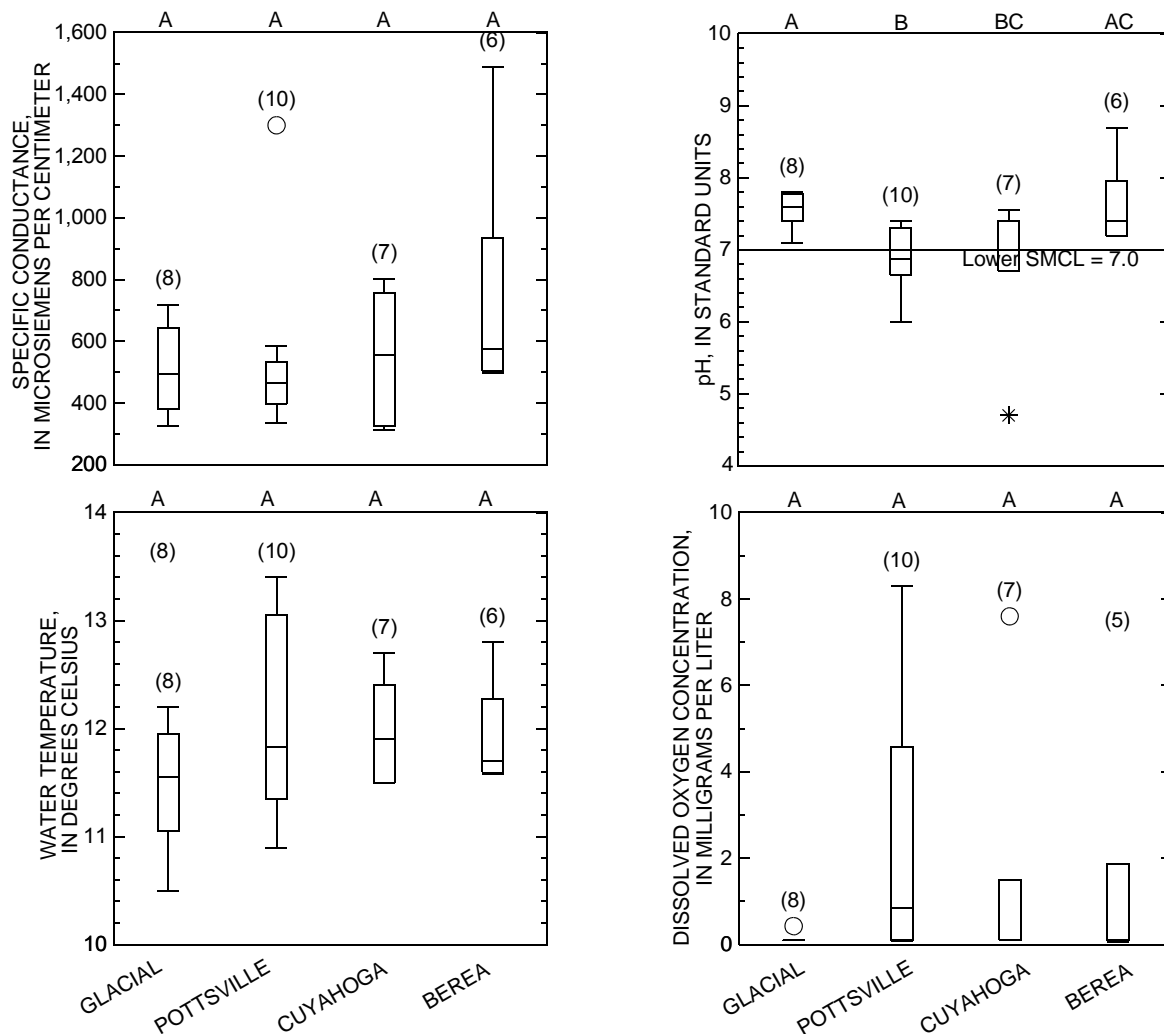 A A A A
1,600
1,400
1,200
1,000
800
600
400
200
SPECIFIC CONDUCTANCE,
IN MICROSIEMENS PER CENTIMETER
(8)
(10)
(7)
(6)
A B BC AC
10
9
8
7
6
5
4
pH, IN STANDARD UNITS
(8)
(10)
(7)
(6)
Lower SMCL = 7.0
A A A A
14
13
12
11
10
WATER TEMPERATURE,
IN DEGREES CELSIUS
(8)
(8)
(10)
(7)
(6)
GLACIAL
POTTSVILLE
CUYAHOGA
BEREA
A A A A
10
8
6
4
2
0
DISSOLVED OXYGEN CONCENTRATION,
IN MILLIGRAMS PER LITER
(8)
(10)
(7)
(5)
GLACIAL
POTTSVILLE
CUYAHOGA
BEREA